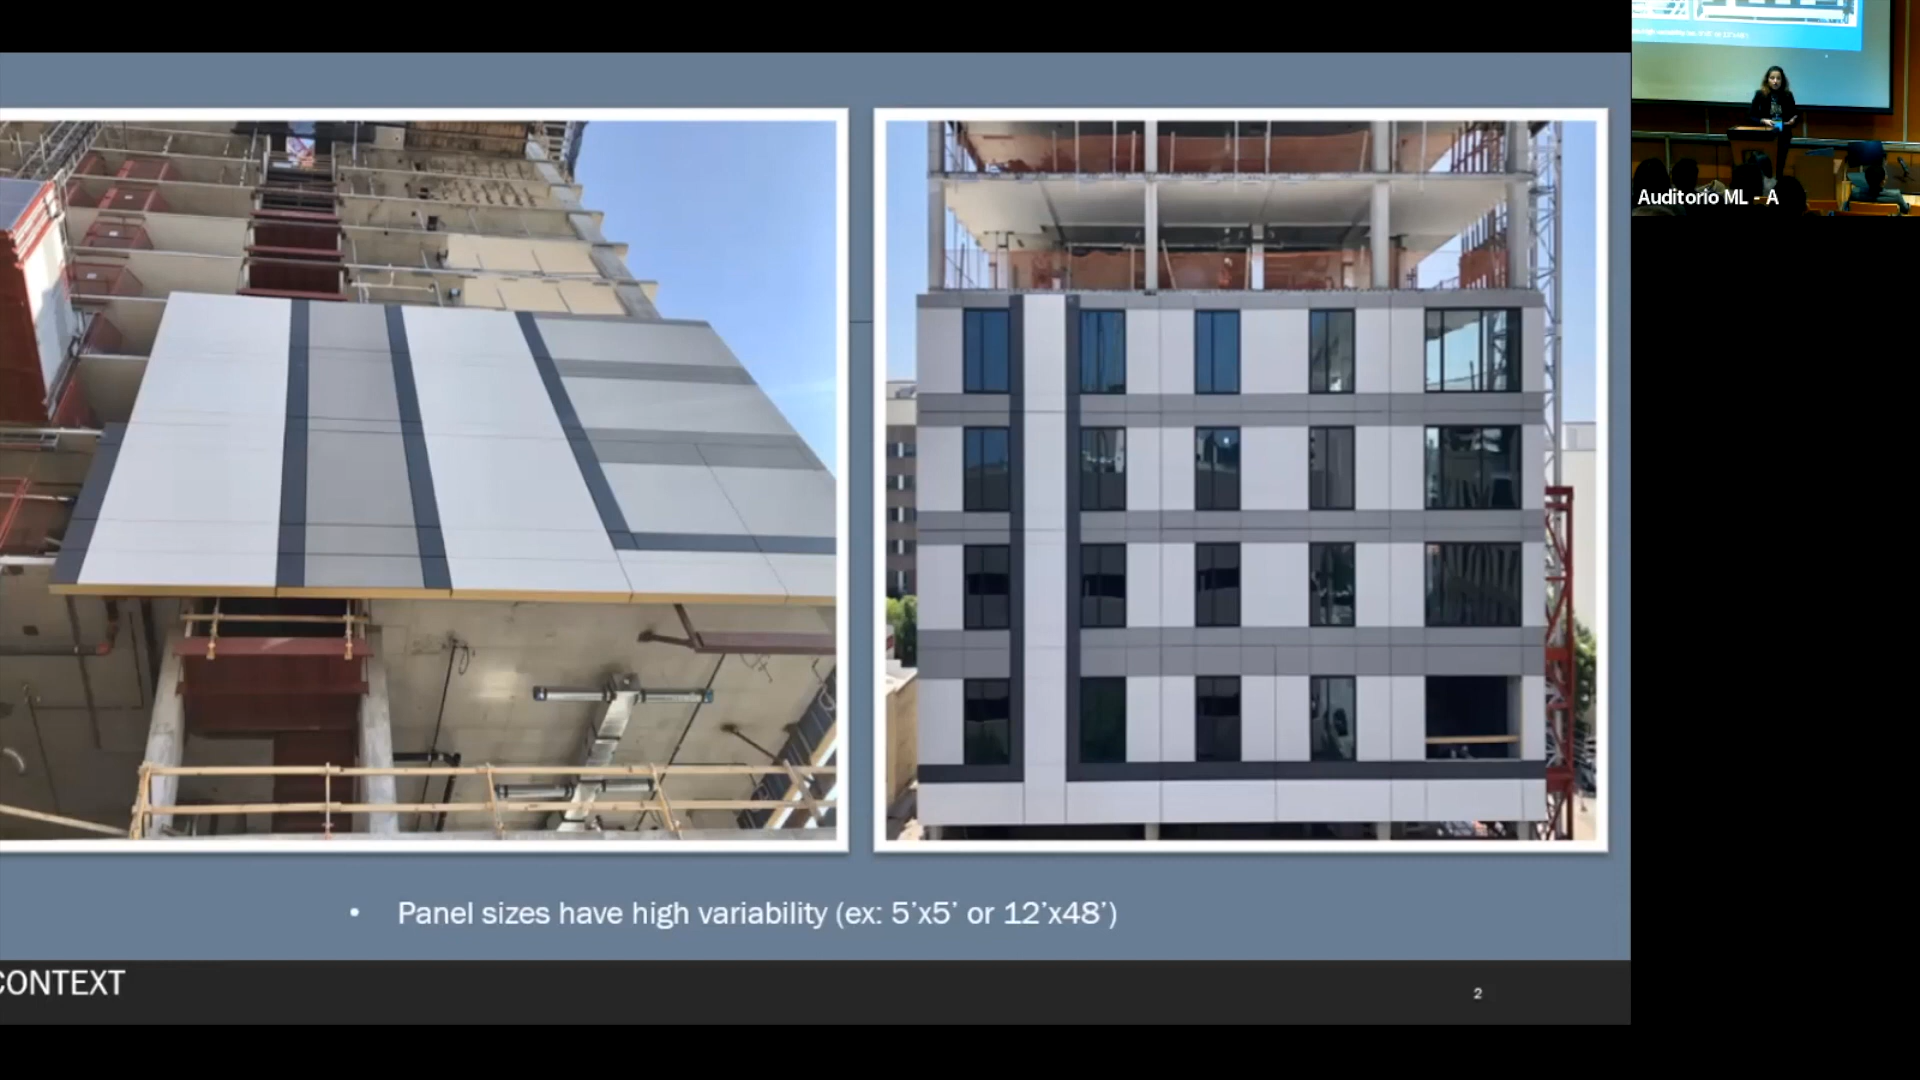 • Panel sizes have high variability (ex: 5’x5’ or 12’x48’)
CONTEXT
2
Auditorio ML - A